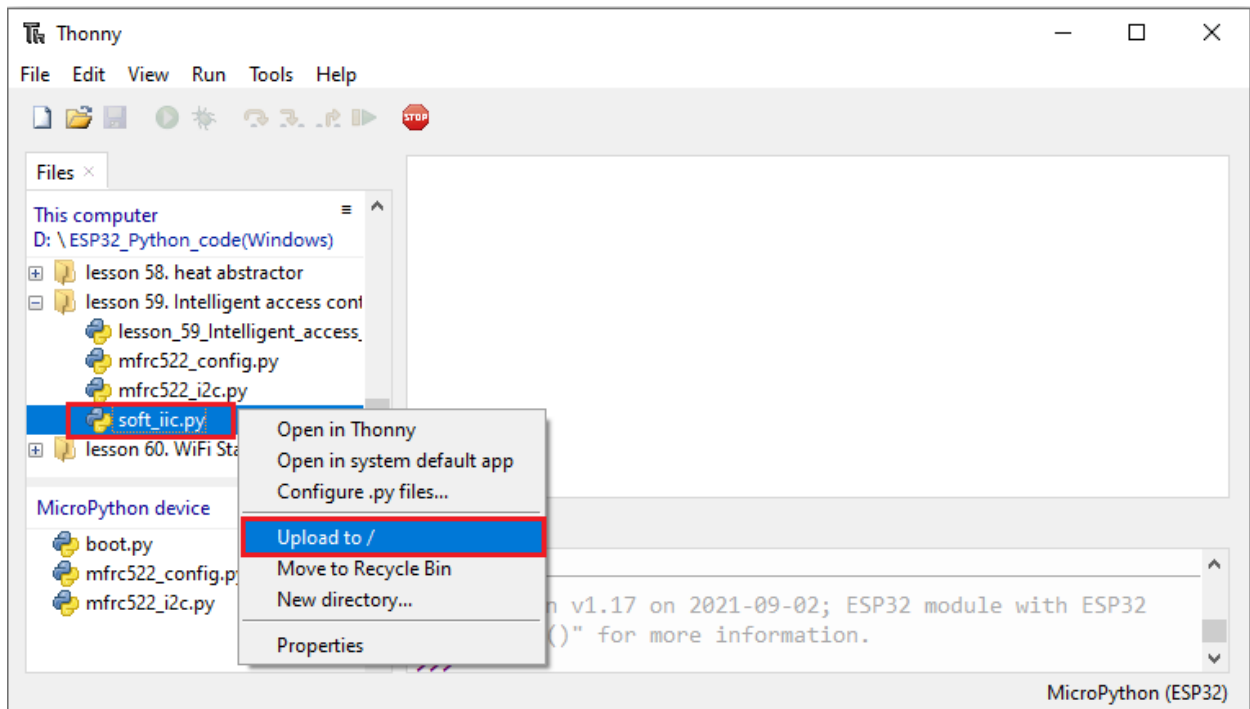 Thonny
File Edit View Run Tools Help
STOP
Files
This computer
D: \ ESP32_Python_code(Windows)
lesson 58. heat abstractor
lesson 59. Intelligent access cont
lesson_59_Intelligent_access_
mfrc522_config.py
mfrc522_i2c.py
soft_iic.py
lesson 60. WiFi Sta
Open in Thonny
Open in system default app
Configure .py files...
Upload to /
Move to Recycle Bin
New directory...
Properties
MicroPython device
boot.py
mfrc522_config.p
mfrc522_i2c.py
n v1.17 on 2021-09-02; ESP32 module with ESP32
()" for more information.
>>>
MicroPython (ESP32)